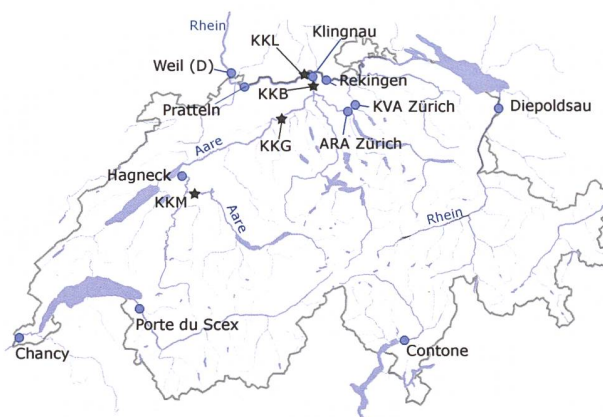 Rhein
KKL
Klingnau
Weil (D)
Rekingen
Pratteln
KKB
KVA Zürich
Diepoldsau
Aare
KKG
ARA Zürich
Hagneck
KKM
Aare
Rhein
Porte du Scex
Chancy
Contone